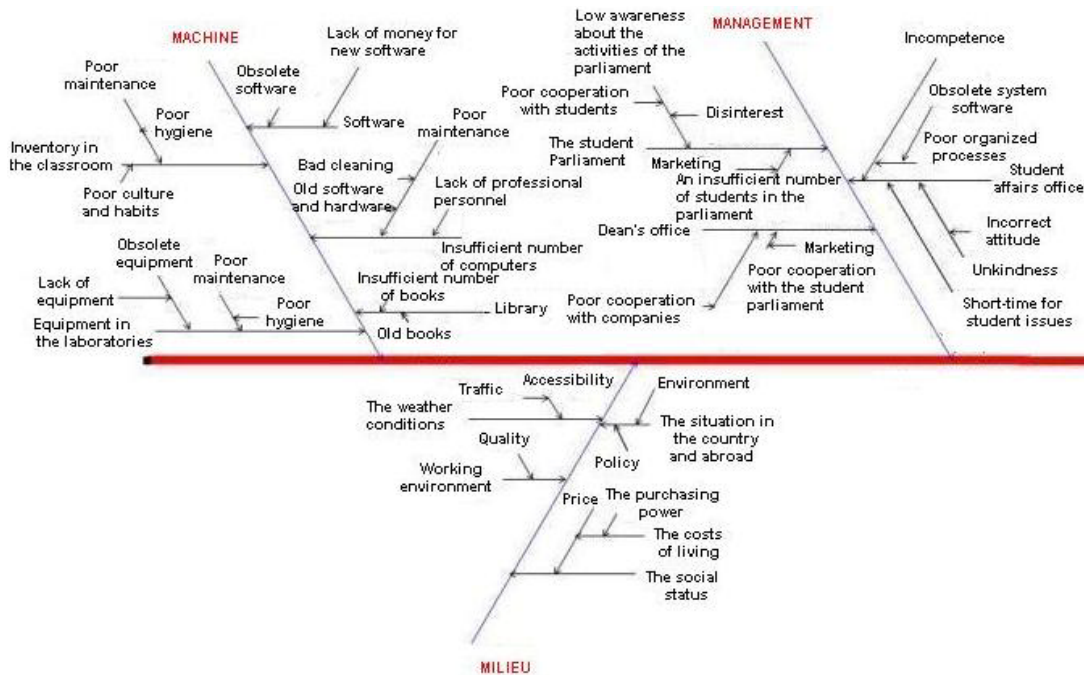 MACHINE
Lack of money for
new software
Poor
maintenance
Obsolete
software
Software
Poor
hygiene
Inventory in
the classroom
Poor culture
and habits
Poor
maintenance
Bad cleaning
Old software
and hardware
Lack of professional
personnel
Insufficient number
of computers
Obsolete
equipment
Lack of
equipment
Poor
maintenance
Poor
hygiene
Equipment in
the laboratories
Insufficient number
of books
Library
Old books
Low awareness
about the
activities of the
parliament
MANAGEMENT
Incompetence
Poor cooperation
with students
Disinterest
Obsolete system
software
The student
Parliament
Marketing
An insufficient number
of students in the
parliament
Poor organized
processes
Student
affairs office
Dean's office
Marketing
Poor cooperation
with the student
parliament
Poor cooperation
with companies
Incorrect
attitude
Unkindness
Short-time for
student issues
Traffic
Accessibility
Environment
The weather
conditions
The situation in
the country
and abroad
Quality
Policy
Working
environment
Price
The purchasing
power
The costs
of living
The social
status
MILIEU